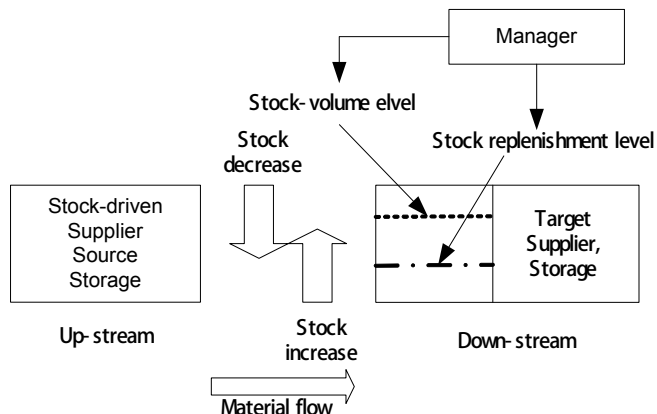 Manager
Stock-volume elvel
Stock replenishment level
Stock
decrease
Stock-driven
Supplier
Source
Storage
Target
Supplier,
Storage
Up-stream
Stock
increase
Down-stream
Material flow